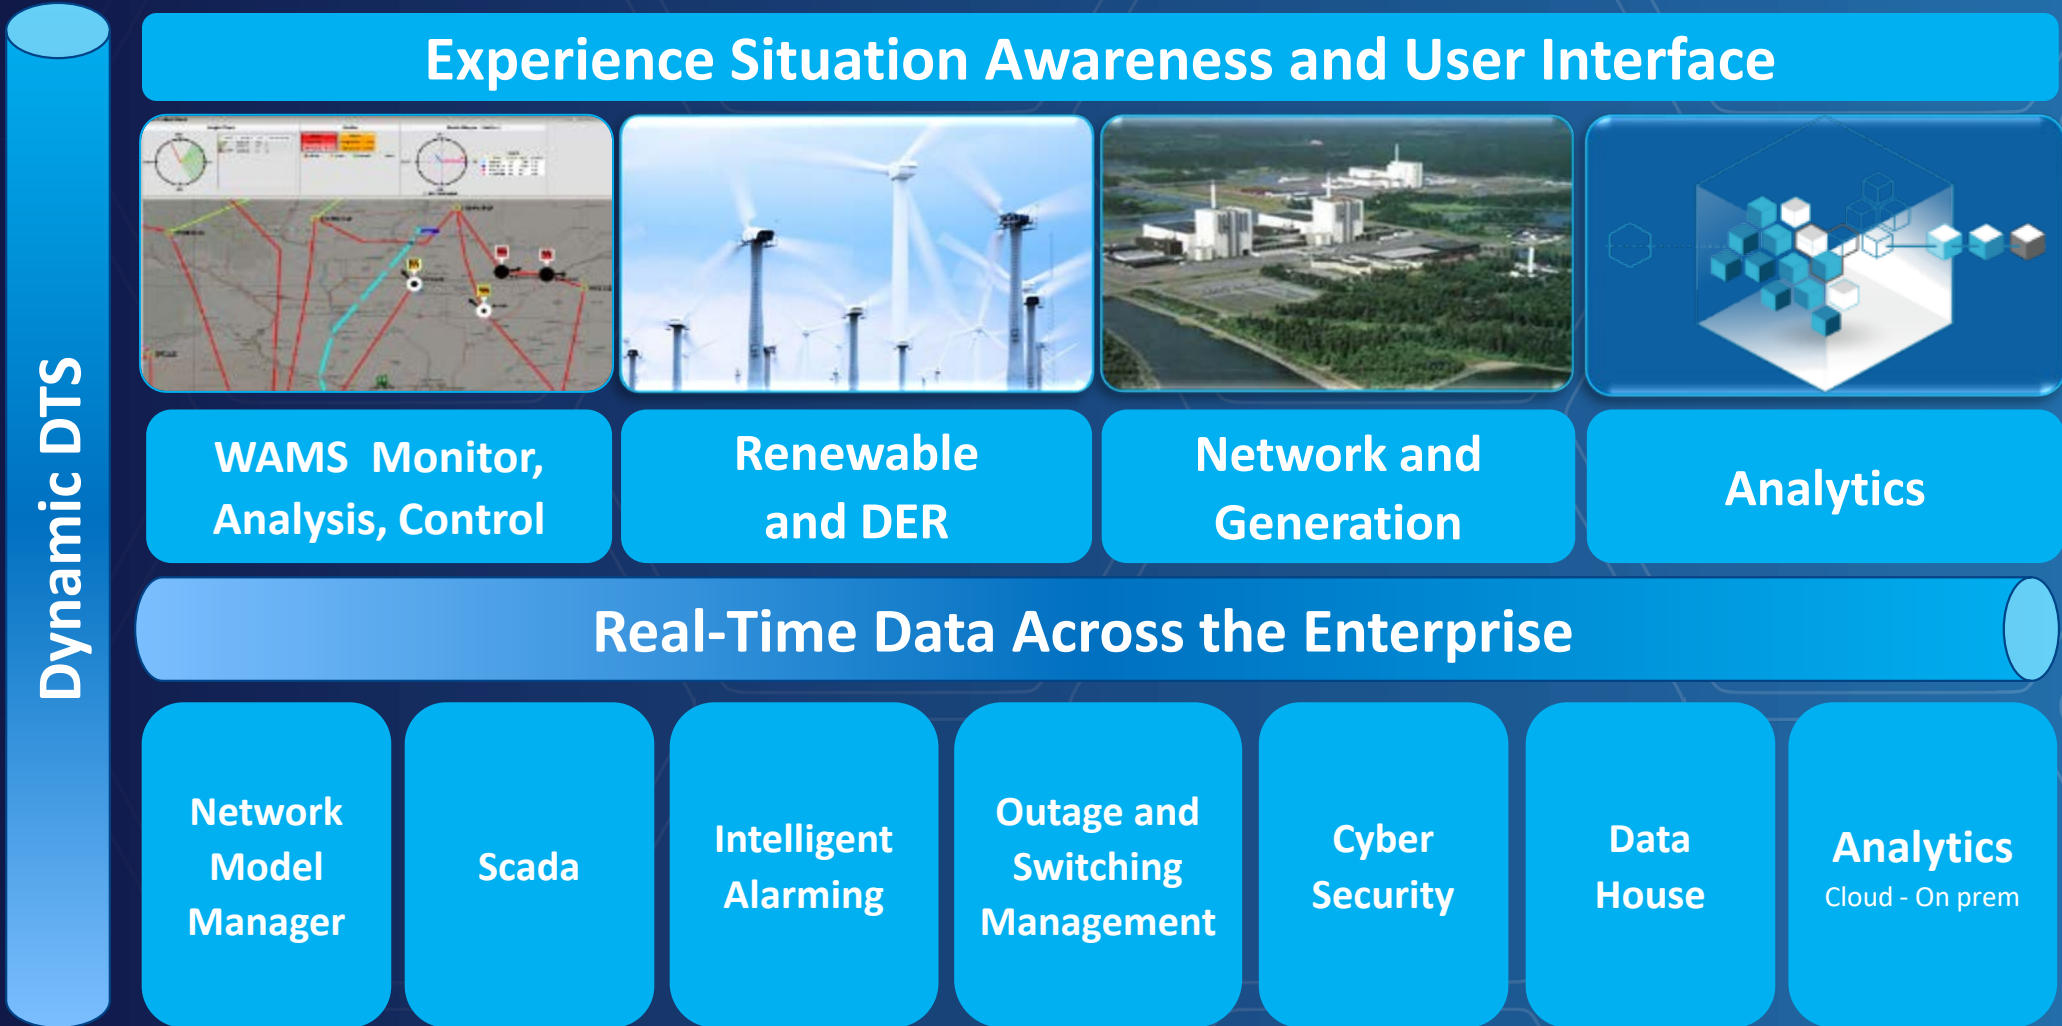 Experience Situation Awareness and User Interface
Dynamic DTS
WAMS  Monitor,
Analysis, Control
Renewable
and DER
Network and
Generation
Analytics
Real-Time Data Across the Enterprise
Network
Model
Manager
Scada
Intelligent
Alarming
Outage and
Switching
Management
Cyber
Security
Data
House
Analytics
Cloud - On prem